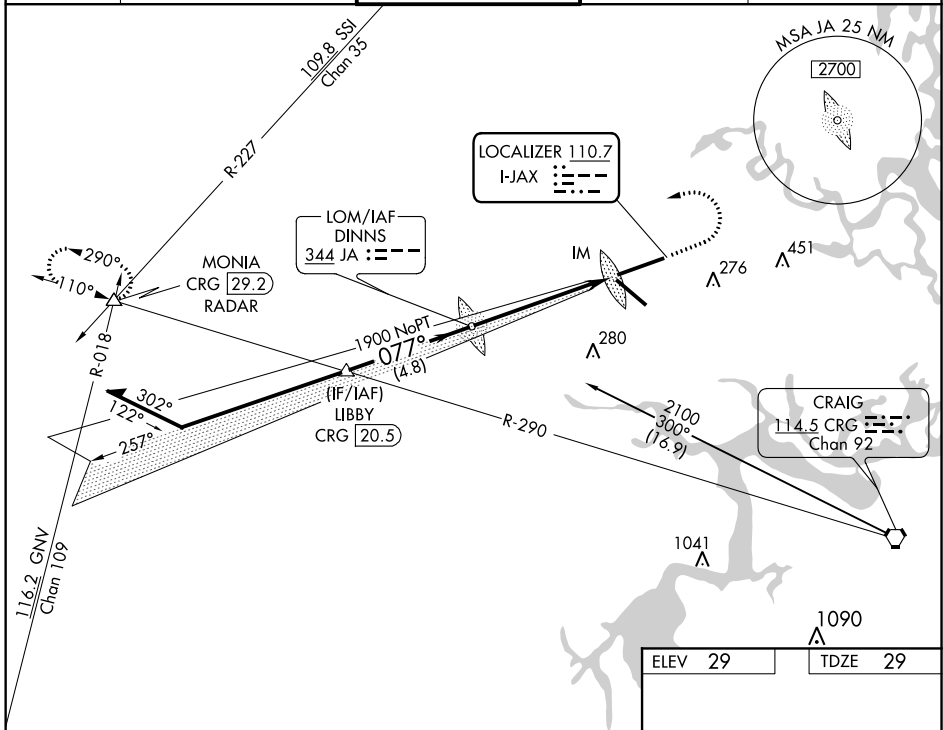 109.8 SSI
Chan 35
MSA JA 25 NM
2700
R-227
LOCALIZER 110.7
I-JAX
LOM/IAF
DINNS
344 JA
IM
276
451
290°
110°
MONIA
CRG 29.2
RADAR
1900 NoPT
077°
(4.8)
280
R-018
302°
122°
257°
(IF/IAF)
LIBBY
CRG 20.5
R-290
2100
300°
(16.9)
CRAIG
114.5 CRG
Chan 92
116.2 GNV
Chan 109
1041
1090
ELEV 29
TDZE 29